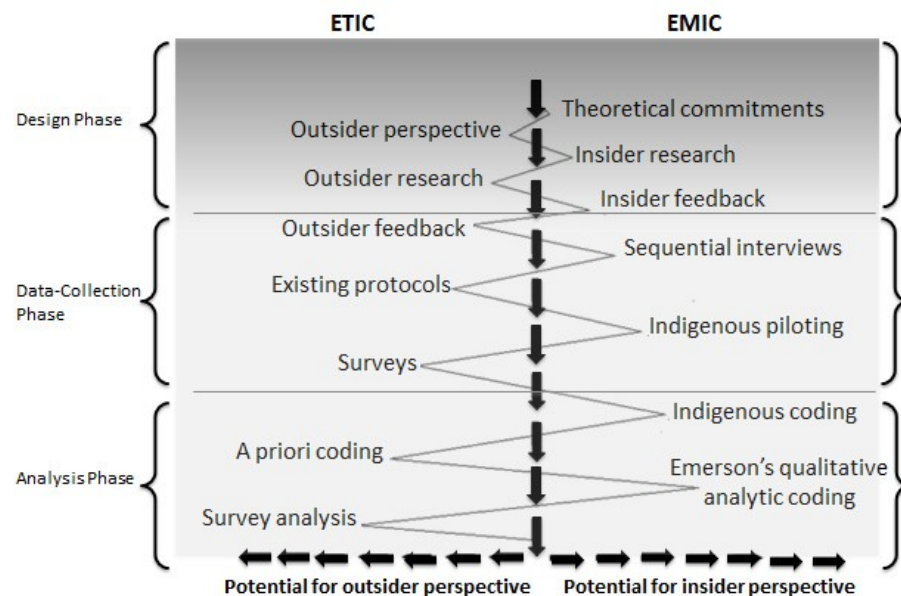 ETIC
EMIC
Design Phase
Theoretical commitments
Outsider perspective
Insider research
Outsider research
Insider feedback
Outsider feedback
Sequential interviews
Data-Collection
Phase
Existing protocols
Indigenous piloting
Surveys
Indigenous coding
A priori coding
Analysis Phase
Emerson's qualitative
analytic coding
Survey analysis
Potential for outsider perspective
Potential for insider perspective